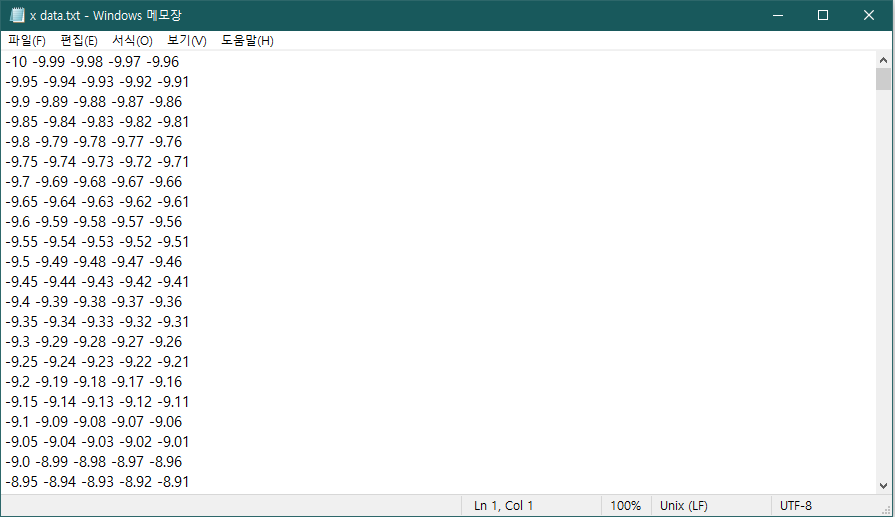 x data.txt - Windows 메모장
파일(F) 편집(E) 서식(O) 보기(V) 도움말(H)
-10 -9.99 -9.98 -9.97 -9.96
-9.95 -9.94 -9.93 -9.92 -9.91
-9.9 -9.89 -9.88 -9.87 -9.86
-9.85 -9.84 -9.83 -9.82 -9.81
-9.8 -9.79 -9.78 -9.77 -9.76
-9.75 -9.74 -9.73 -9.72 -9.71
-9.7 -9.69 -9.68 -9.67 -9.66
-9.65 -9.64 -9.63 -9.62 -9.61
-9.6 -9.59 -9.58 -9.57 -9.56
-9.55 -9.54 -9.53 -9.52 -9.51
-9.5 -9.49 -9.48 -9.47 -9.46
-9.45 -9.44 -9.43 -9.42 -9.41
-9.4 -9.39 -9.38 -9.37 -9.36
-9.35 -9.34 -9.33 -9.32 -9.31
-9.3 -9.29 -9.28 -9.27 -9.26
-9.25 -9.24 -9.23 -9.22 -9.21
-9.2 -9.19 -9.18 -9.17 -9.16
-9.15 -9.14 -9.13 -9.12 -9.11
-9.1 -9.09 -9.08 -9.07 -9.06
-9.05 -9.04 -9.03 -9.02 -9.01
-9.0 -8.99 -8.98 -8.97 -8.96
-8.95 -8.94 -8.93 -8.92 -8.91
Ln 1, Col 1 100% Unix (LF) UTF-8